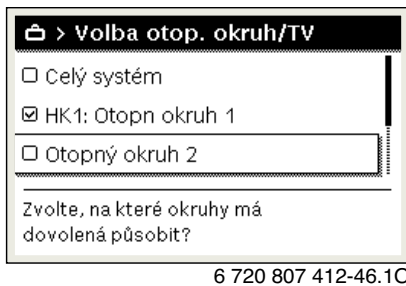 > Volba otop. okruh/TV
Celý systém
HK1: Otopn okruh 1
Otopný okruh 2
Zvolte, na které okruhy má
dovolená působit?
6 720 807 412-46.1O